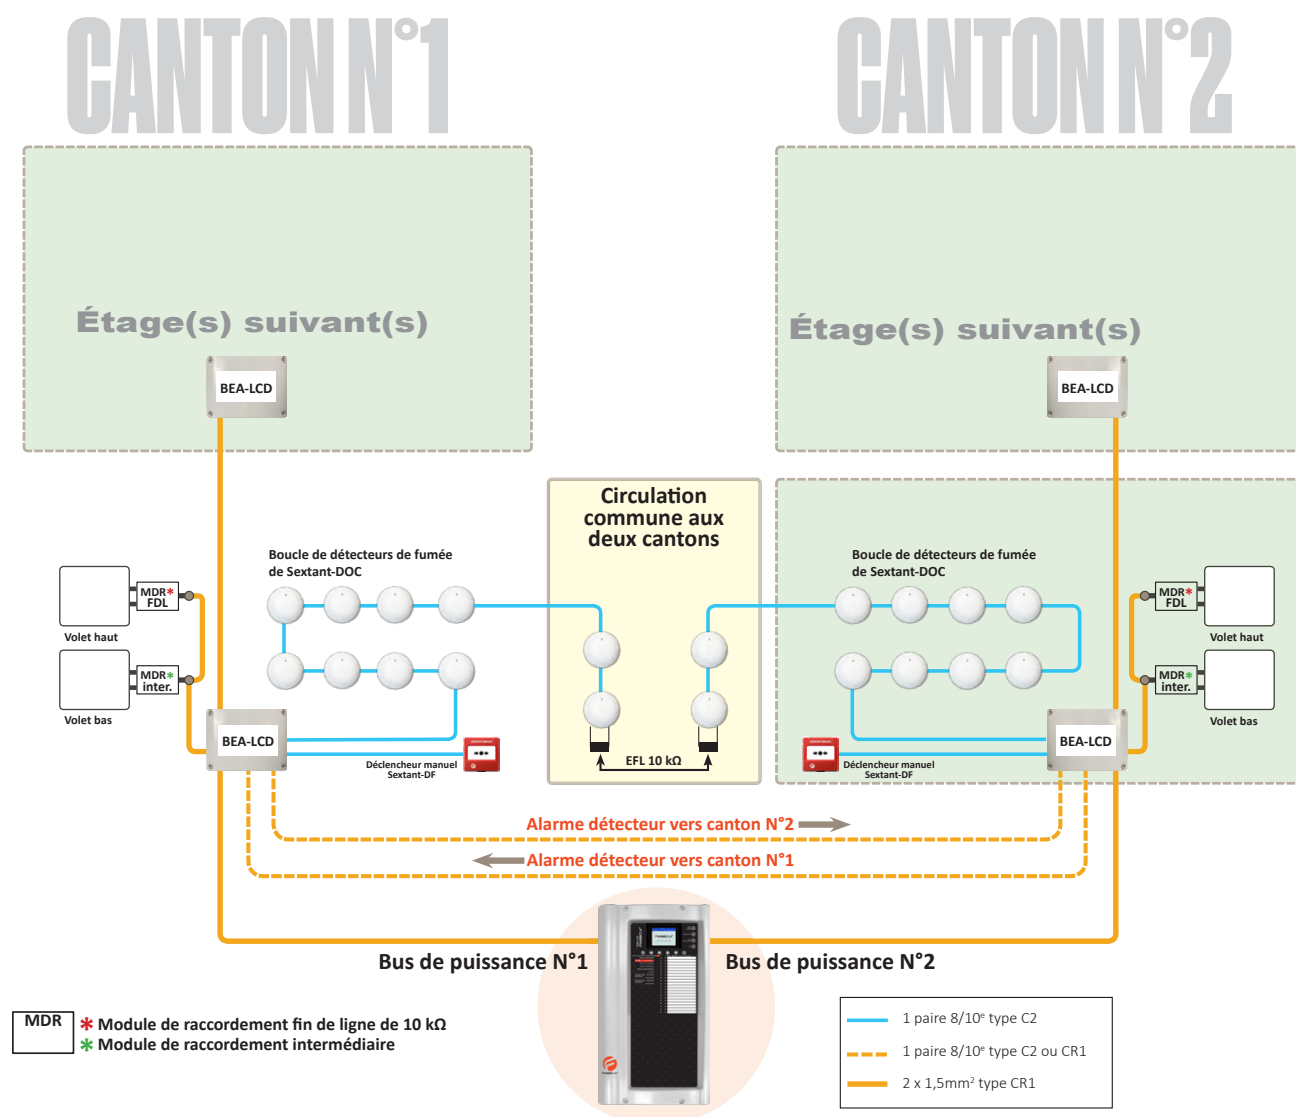 CANTON N°1
CANTON N°2
Étage(s) suivant(s)
BEA-LCD
Étage(s) suivant(s)
BEA-LCD
Circulation
commune aux
deux cantons
Boucle de détecteurs de fumée
de Sextant-DOC
Boucle de détecteurs de fumée
de Sextant-DOC
MDR*
FDL
Volet haut
MDR*
inter.
Volet bas
MDR*
FDL
Volet haut
MDR*
inter.
Volet bas
BEA-LCD
Déclencheur manuel
Sextant-DF
EFL 10 kΩ
Déclencheur manuel
Sextant-DF
BEA-LCD
Alarme détecteur vers canton N°2
Alarme détecteur vers canton N°1
Bus de puissance N°1
Bus de puissance N°2
MDR
* Module de raccordement fin de ligne de 10 kΩ
* Module de raccordement intermédiaire
1 paire 8/10e type C2
1 paire 8/10e type C2 ou CR1
2 x 1,5mm² type CR1